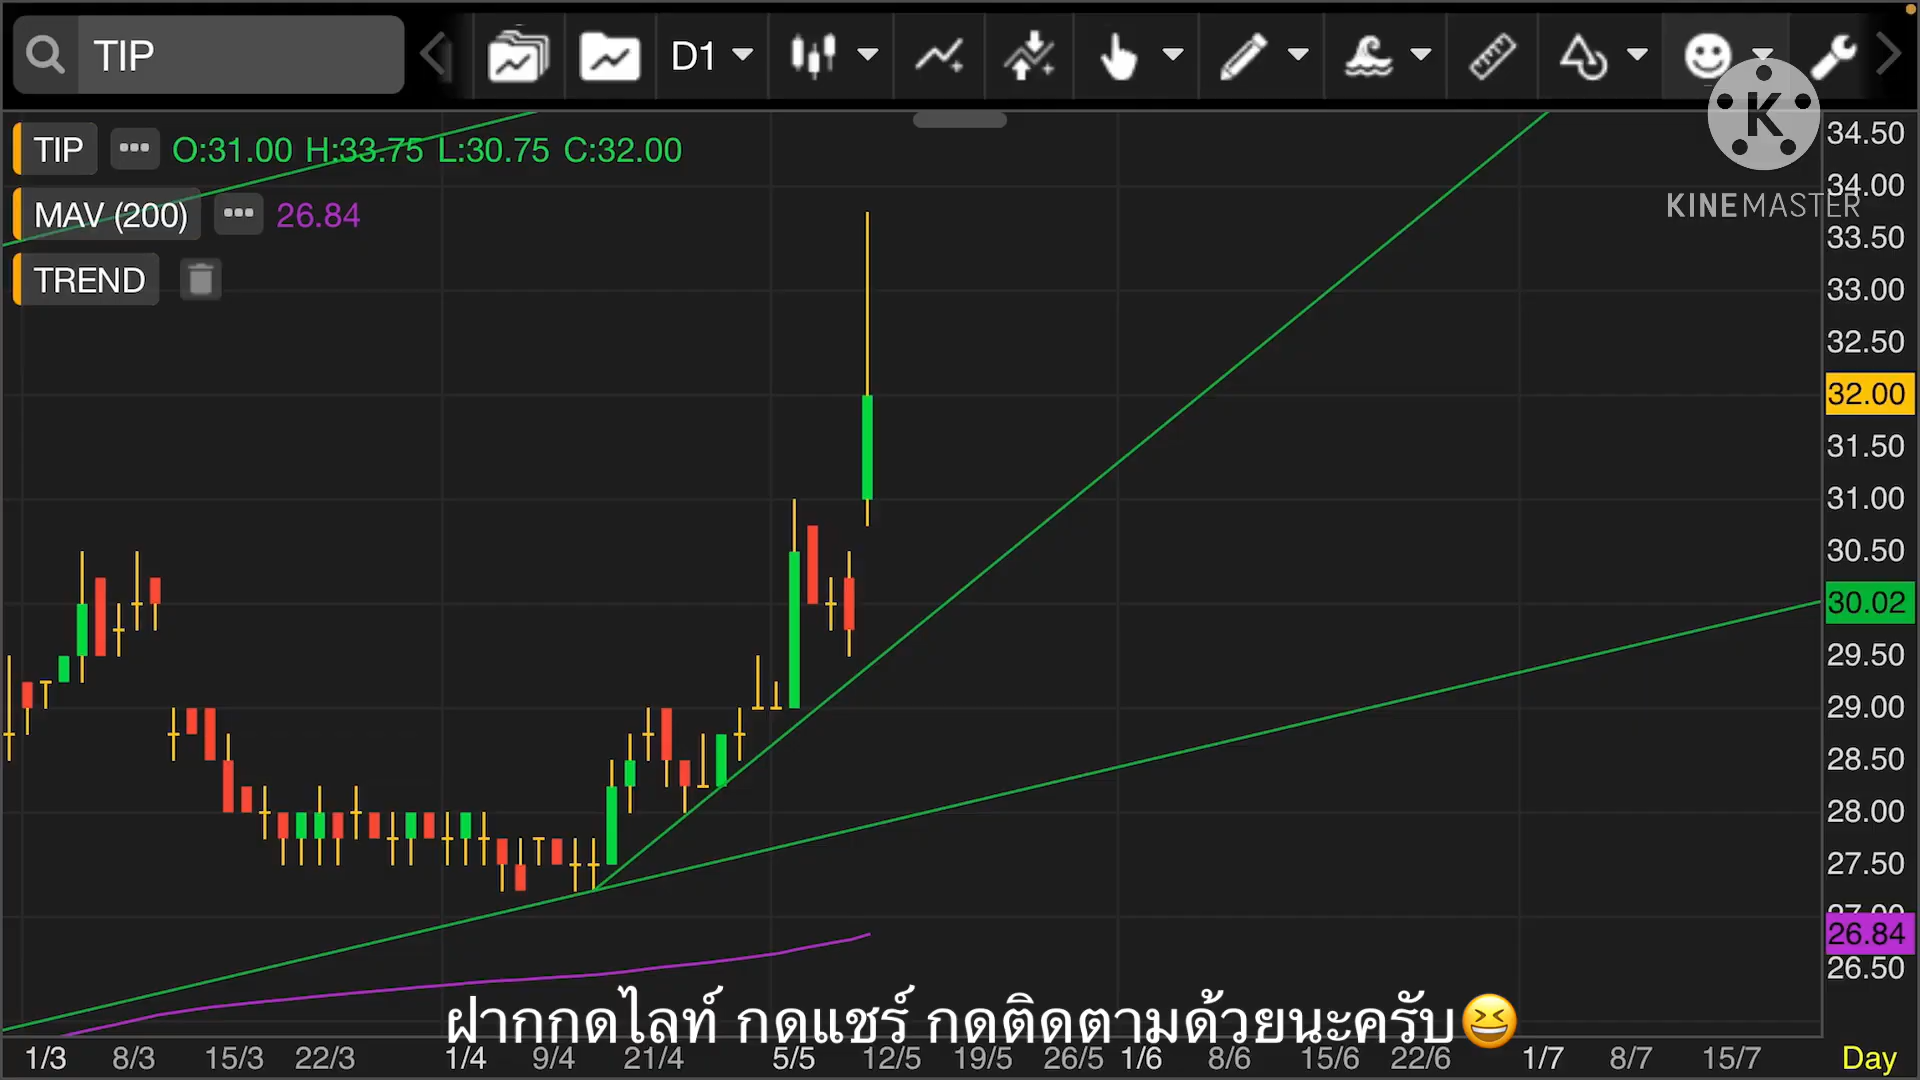 TIP
D1
K
KINEMASTER
TIP ••• O:31.00 H:33.75 L:30.75 C:32.00
MAV (200) ••• 26.84
TREND
34.50
34.00
33.50
33.00
32.50
32.00
31.50
31.00
30.50
30.02
29.50
29.00
28.50
28.00
27.50
27.00
26.84
26.50
ฝากกดไลท์ กดแชร์ กดติดตามด้วยนะครับ😆
1/3 8/3 15/3 22/3 1/4 9/4 21/4 5/5 12/5 19/5 26/5 1/6 8/6 15/6 22/6 1/7 8/7 15/7 Day